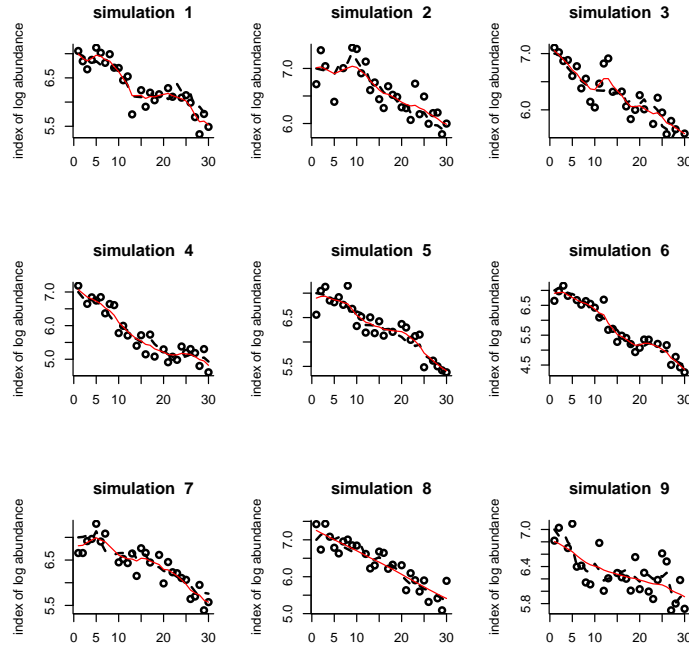 simulation 1
index of log abundance
6.5
5.5
0 5 10 20 30
simulation 2
index of log abundance
7.0
6.0
0 5 10 20 30
simulation 3
index of log abundance
7.0
6.0
0 5 10 20 30
simulation 4
index of log abundance
7.0
6.0
5.0
0 5 10 20 30
simulation 5
index of log abundance
6.5
5.5
0 5 10 20 30
simulation 6
index of log abundance
6.5
5.5
4.5
0 5 10 20 30
simulation 7
index of log abundance
6.5
5.5
0 5 10 20 30
simulation 8
index of log abundance
7.0
6.0
5.0
0 5 10 20 30
simulation 9
index of log abundance
7.0
6.4
5.8
0 5 10 20 30